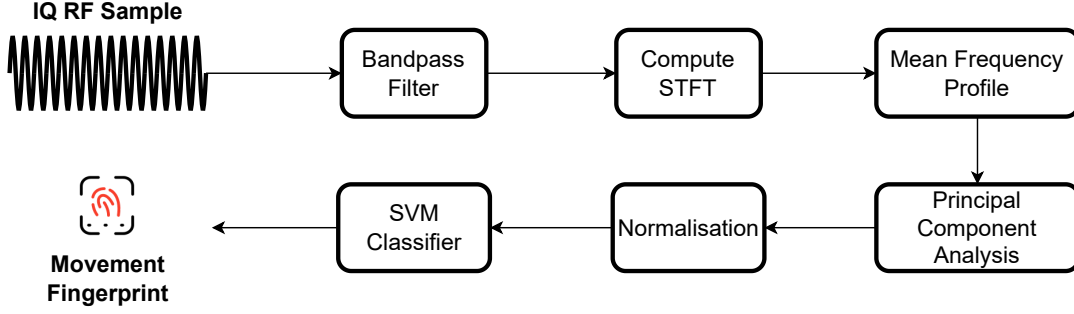 IQ RF Sample
Bandpass
Filter
Compute
STFT
Mean Frequency
Profile
Principal
Component
Analysis
Normalisation
SVM
Classifier
Movement
Fingerprint